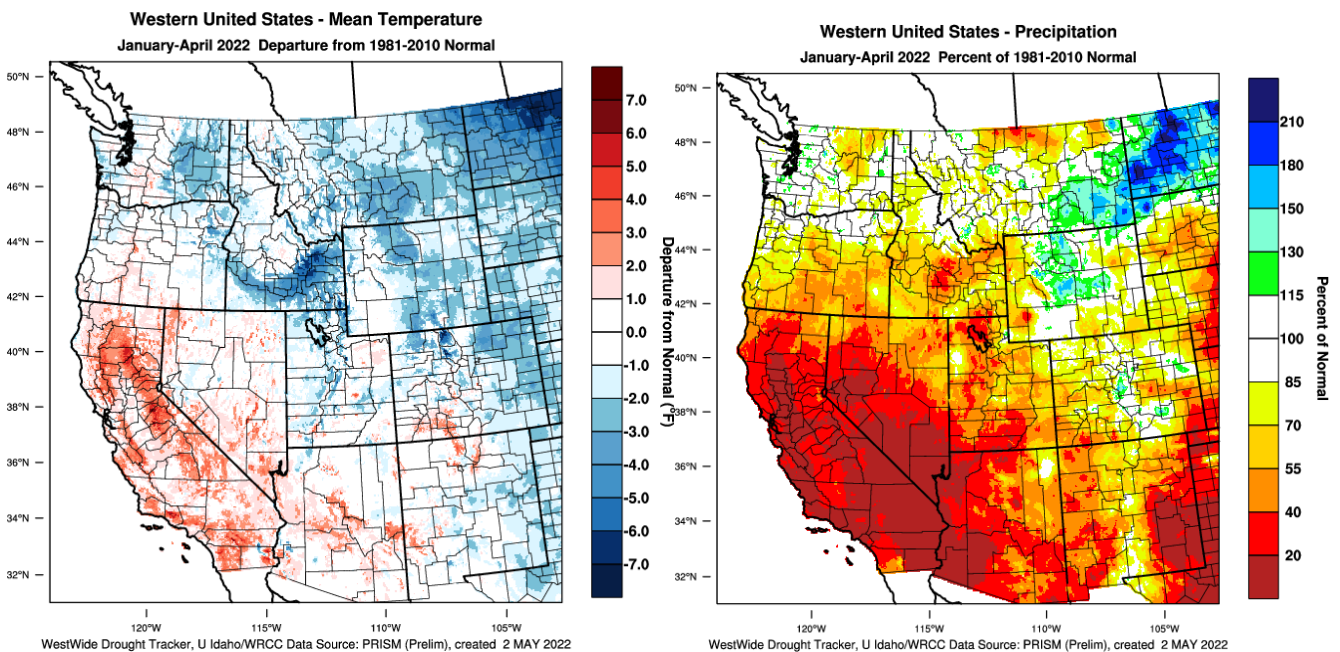 Western United States - Mean Temperature
January-April 2022 Departure from 1981-2010 Normal
50°N
48°N
46°N
44°N
42°N
40°N
38°N
36°N
34°N
32°N
120°W
115°W
110°W
105°W
7.0
6.0
5.0
4.0
3.0
2.0
1.0
0.0
-1.0
-2.0
-3.0
-4.0
-5.0
-6.0
-7.0
Departure from Normal (°F)
WestWide Drought Tracker, U Idaho/WRCC Data Source: PRISM (Prelim), created 2 MAY 2022
Western United States - Precipitation
January-April 2022 Percent of 1981-2010 Normal
50°N
48°N
46°N
44°N
42°N
40°N
38°N
36°N
34°N
32°N
120°W
115°W
110°W
105°W
210
180
150
130
115
100
85
70
55
40
20
Percent of Normal
WestWide Drought Tracker, U Idaho/WRCC Data Source: PRISM (Prelim), created 2 MAY 2022